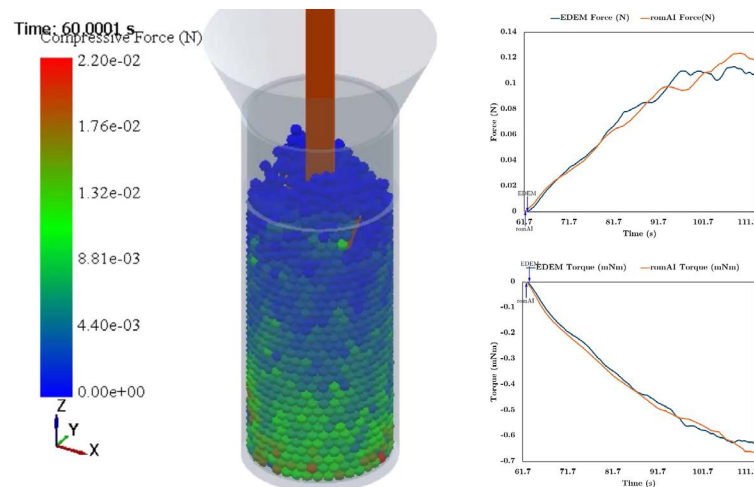 Time: 60.0001 s
Compressive Force (N)
2.20e-02
1.76e-02
1.32e-02
8.81e-03
4.40e-03
0.00e+00
Z
Y
X
EDEM Force (N) romAI Force(N)
0.14
0.12
0.1
0.08
0.06
0.04
0.02
0
Force (N)
EDEM
romAI
61.7 71.7 81.7 91.7 101.7 111.
Time (s)
EDEM
EDEM Torque (mNm) romAI Torque (mNm)
0
-0.1
-0.2
-0.3
-0.4
-0.5
-0.6
-0.7
Torque (mNm)
romAI
61.7 71.7 81.7 91.7 101.7 111.
Time (s)